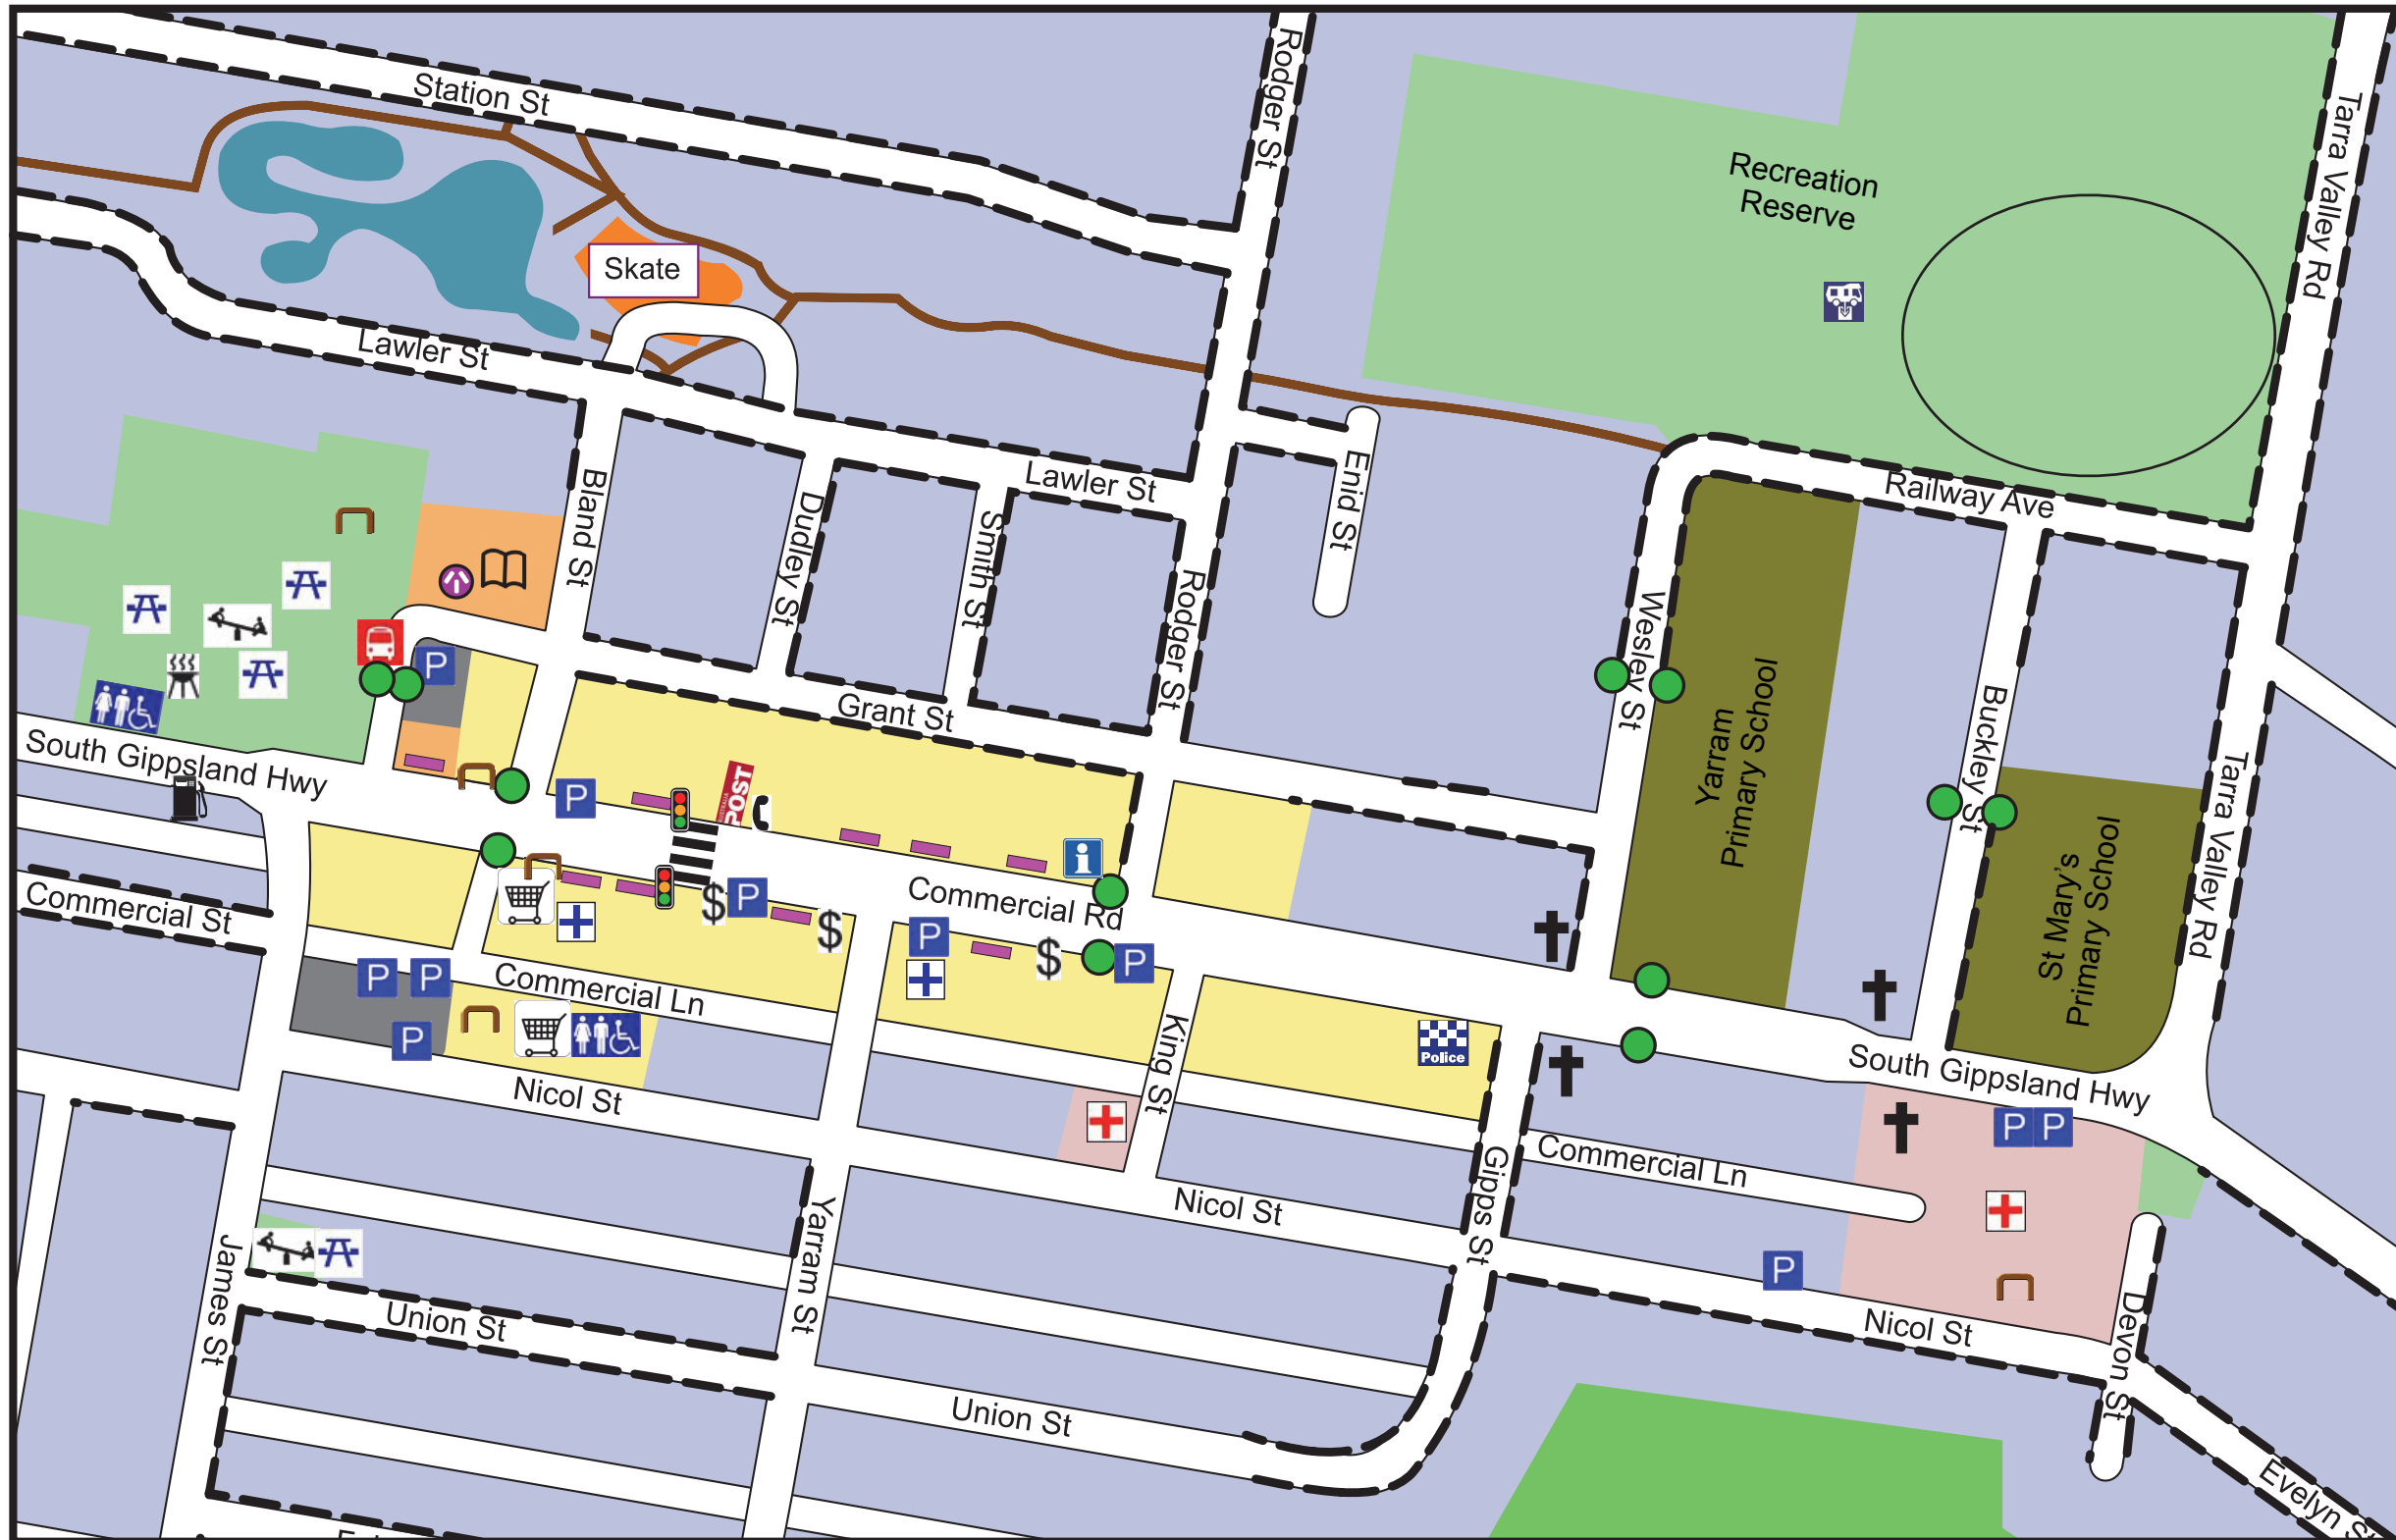 Station St
Rodger St
Tarra Valley Rd
Recreation
Reserve
Skate
Lawler St
Lawler St
Railway Ave
Enid St
Bland St
Dudley St
Smith St
Rodger St
Wesley St
Buckley St
Yarram
Primary School
St Mary's
Primary School
Tarra Valley Rd
P
Grant St
South Gippsland Hwy
P
AUSTRALIA
POST
i
$
P
$
Commercial Rd
Commercial St
P
$
P
P
P
Commercial Ln
P
King St
Police
Nicol St
South Gippsland Hwy
P
P
Commercial Ln
Gipps St
Nicol St
James St
Yarram St
P
Union St
Nicol St
Devon St
Union St
Evelyn St